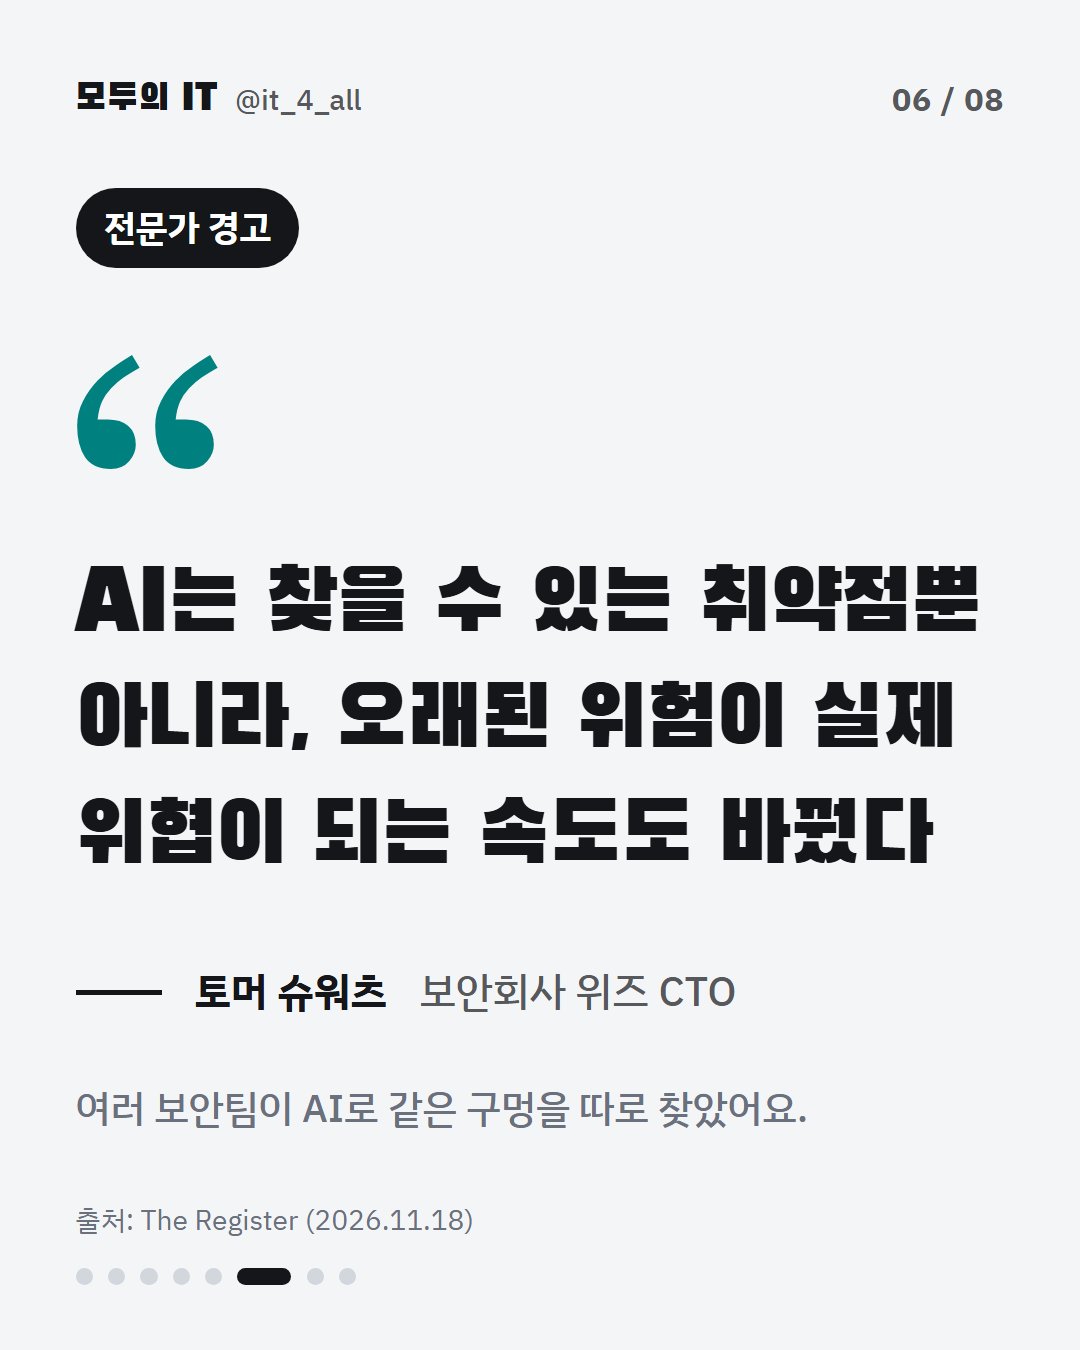 모두의 IT @it_4_all
06 / 08
전문가 경고
“
AI는 찾을 수 있는 취약점뿐
아니라, 오래된 위험이 실제
위협이 되는 속도도 바꿨다
토머 슈워츠 보안회사 위즈 CTO
여러 보안팀이 AI로 같은 구멍을 따로 찾았어요.
출처: The Register (2026.11.18)